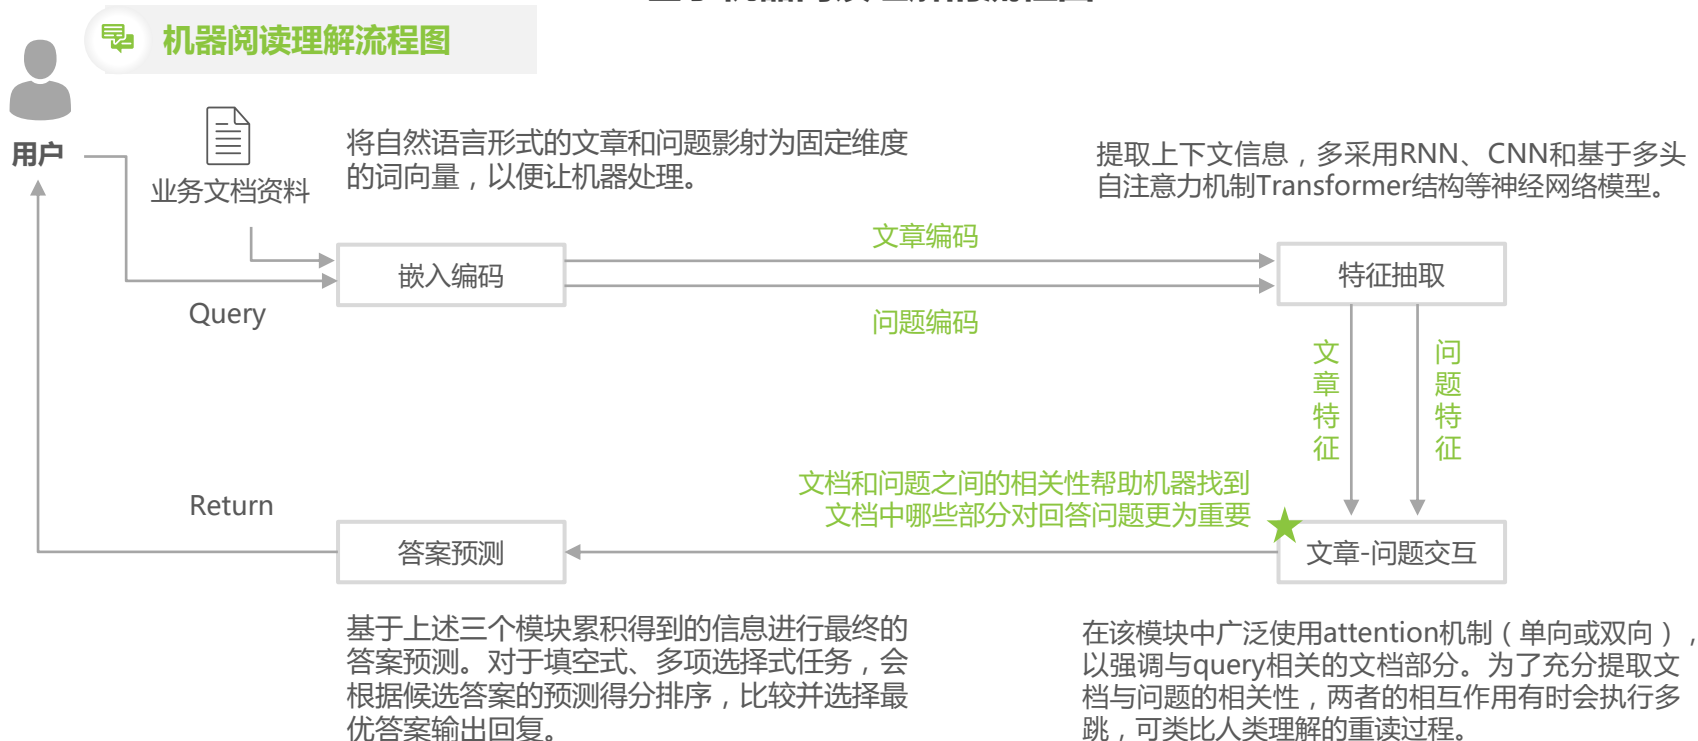 机器阅读理解流程图
用户
业务文档资料
将自然语言形式的文章和问题影射为固定维度
的词向量，以便让机器处理。
提取上下文信息，多采用RNN、CNN和基于多头
自注意力机制Transformer结构等神经网络模型。
文章编码
嵌入编码
特征抽取
Query
问题编码
文章特征
问题特征
文档和问题之间的相关性帮助机器找到
文档中哪些部分对回答问题更为重要
Return
答案预测
文章-问题交互
基于上述三个模块累积得到的信息进行最终的
答案预测。对于填空式、多项选择式任务，会
根据候选答案的预测得分排序，比较并选择最
优答案输出回复。
在该模块中广泛使用attention机制（单向或双向），
以强调与query相关的文档部分。为了充分提取文
档与问题的相关性，两者的相互作用有时会执行多
跳，可类比人类理解的重读过程。